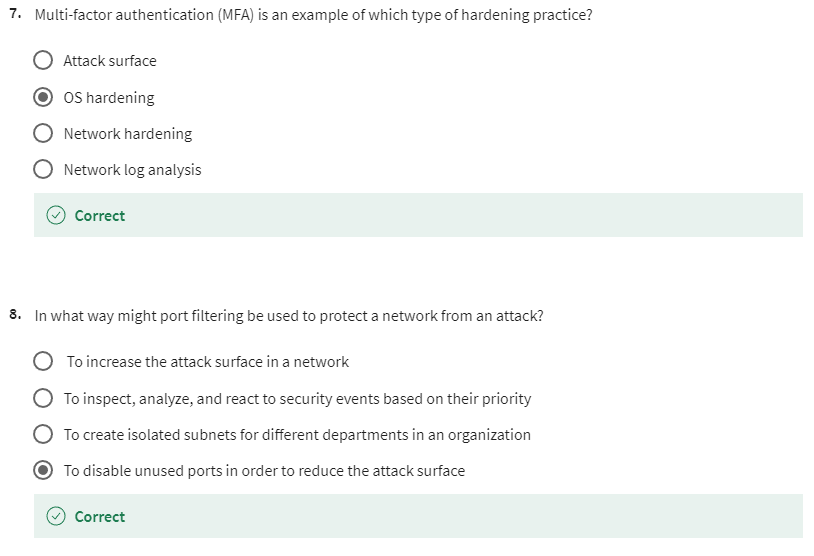 7. Multi-factor authentication (MFA) is an example of which type of hardening practice?
Attack surface
OS hardening
Network hardening
Network log analysis
Correct
8. In what way might port filtering be used to protect a network from an attack?
To increase the attack surface in a network
To inspect, analyze, and react to security events based on their priority
To create isolated subnets for different departments in an organization
To disable unused ports in order to reduce the attack surface
Correct